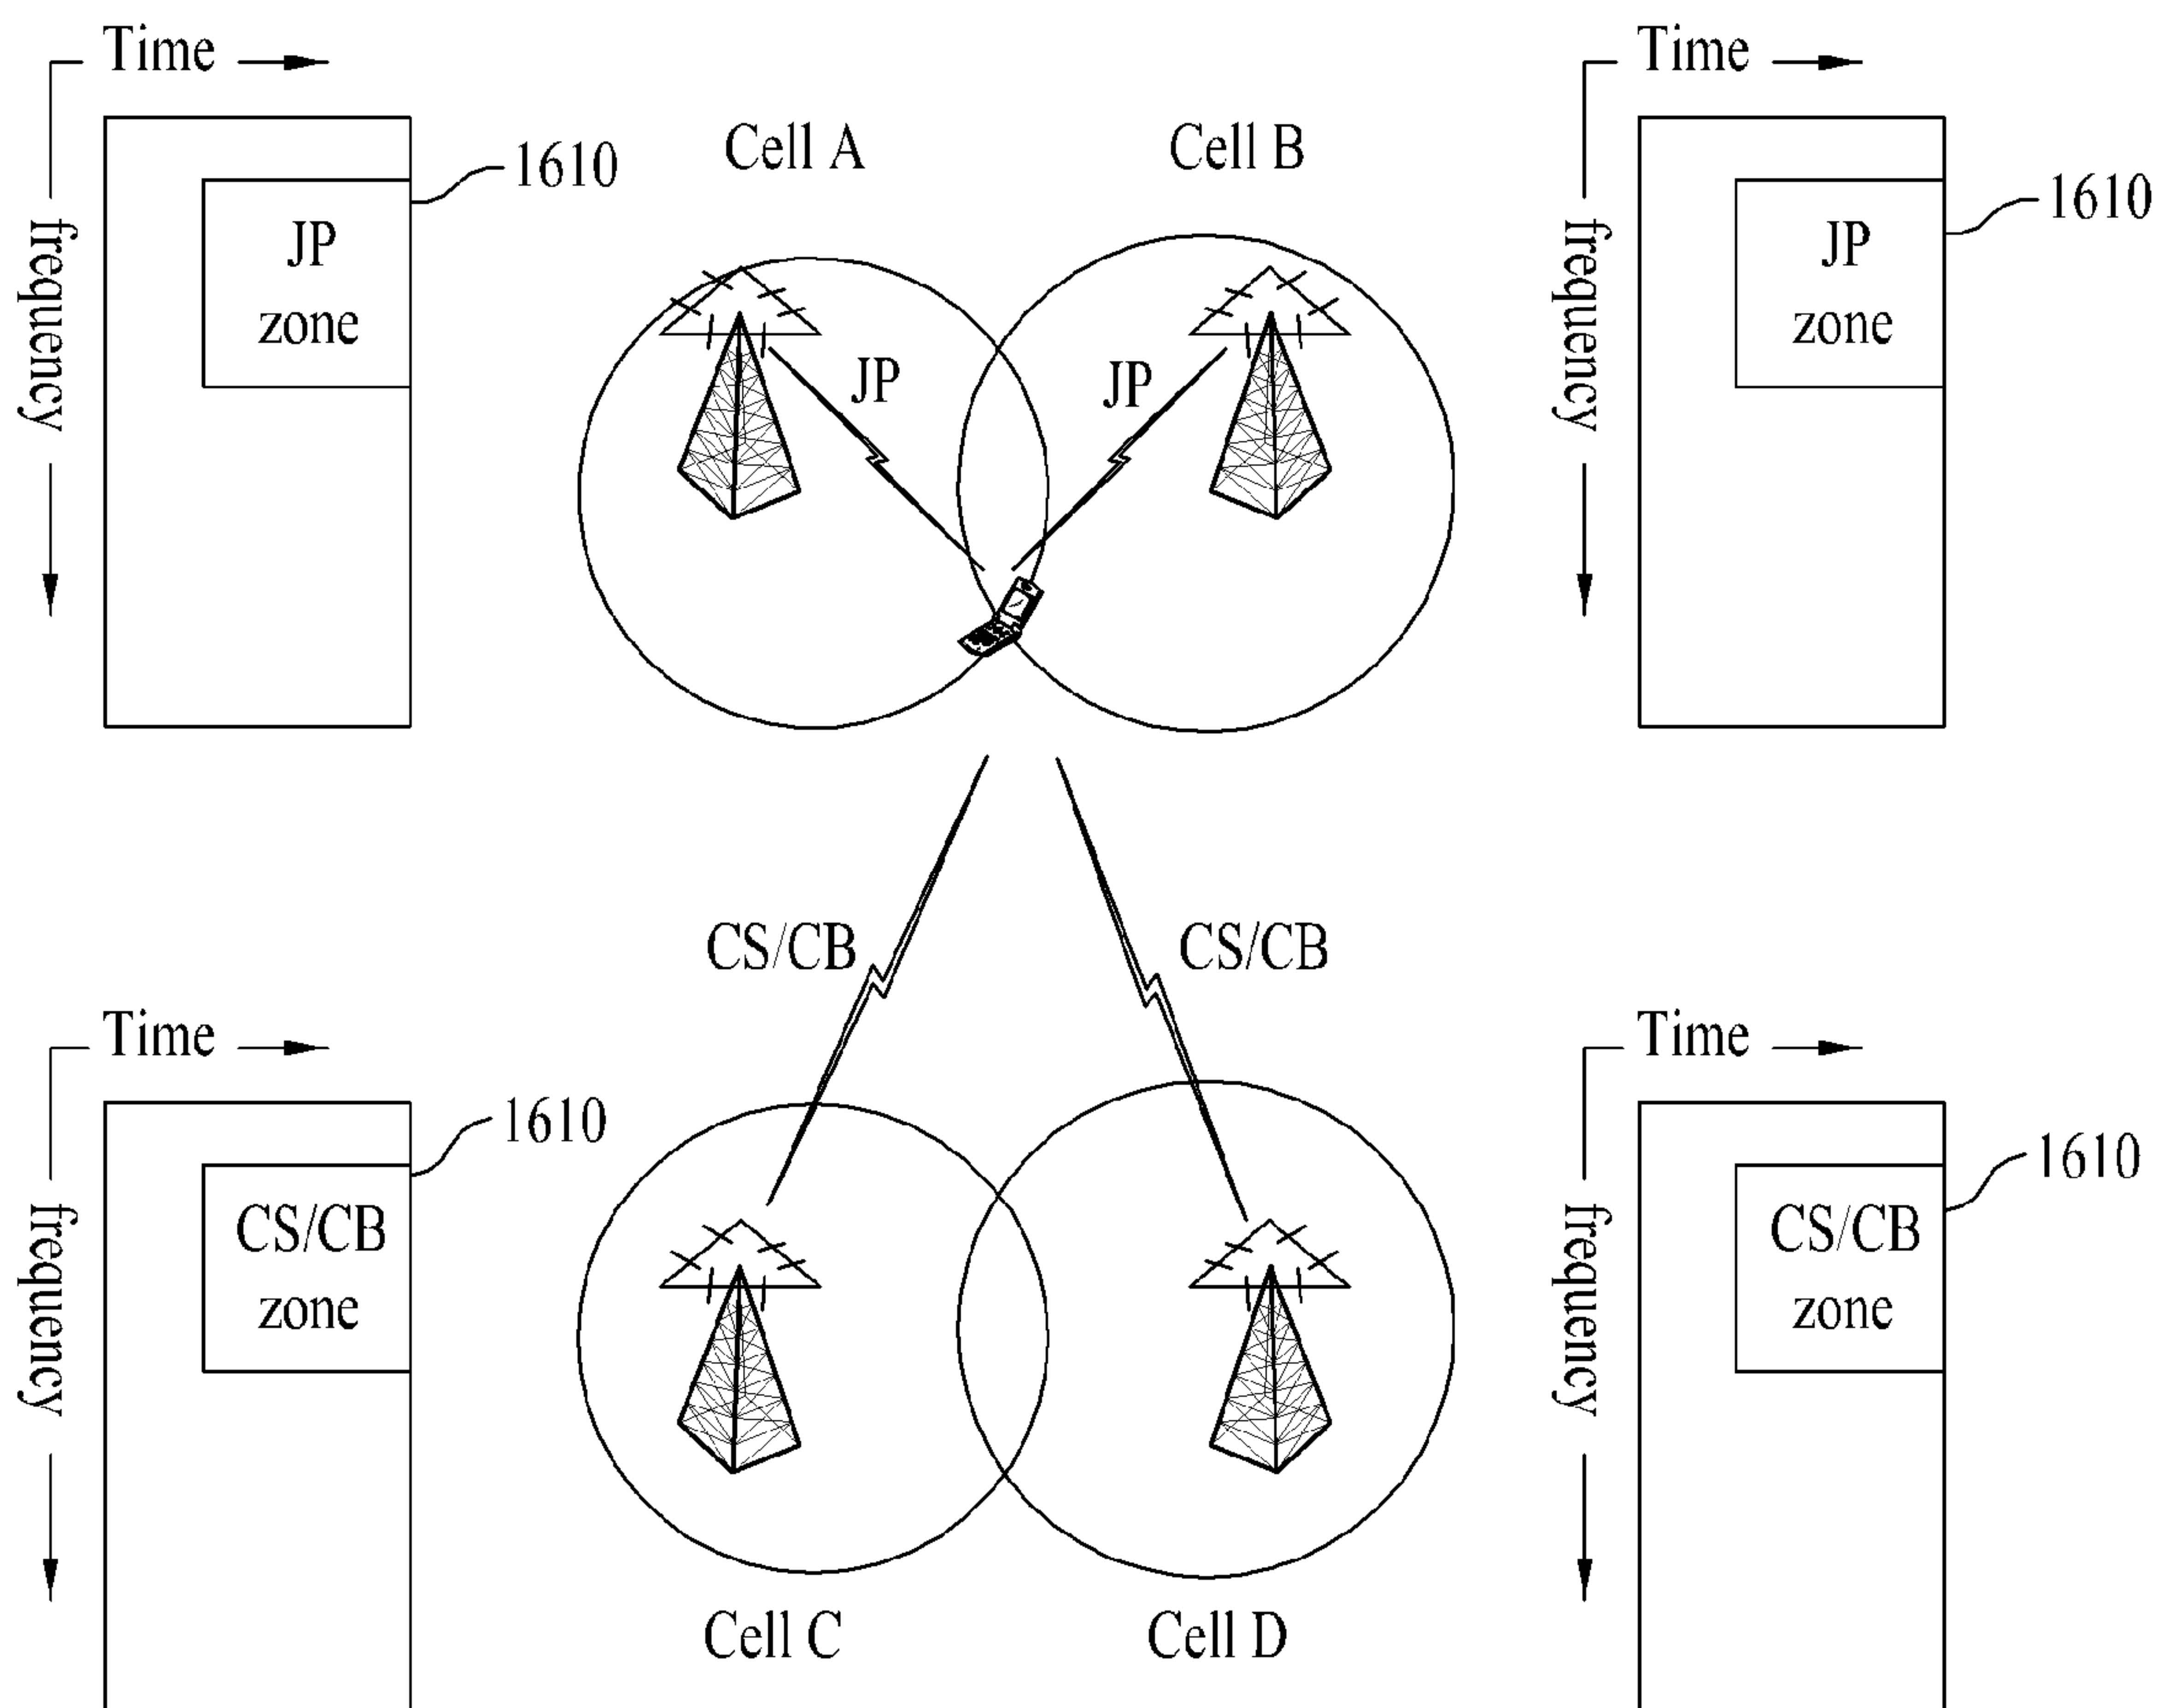 Time
Time
Cell A
Cell B
1610
1610
frequency
JP
zone
frequency
JP
zone
JP
JP
CS/CB
CS/CB
Time
Time
1610
1610
frequency
CS/CB
zone
frequency
CS/CB
zone
Cell C
Cell D